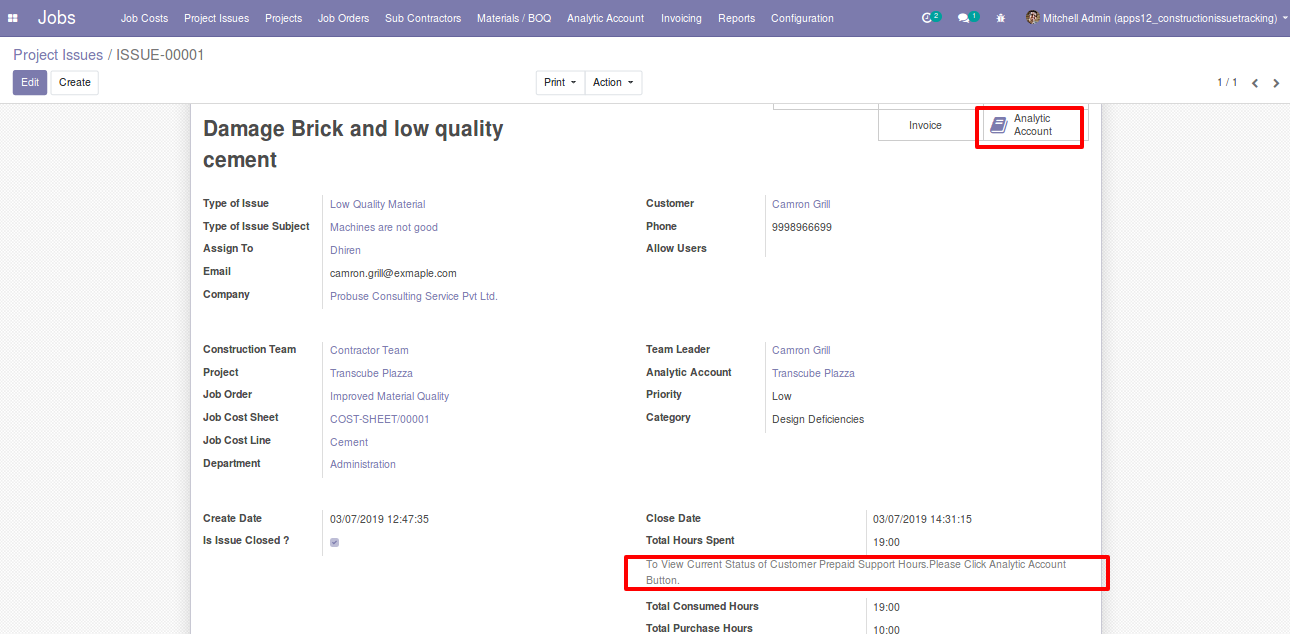 Jobs Job Costs Project Issues Projects Job Orders Sub Contractors Materials / BOQ Analytic Account Invoicing Reports Configuration 2 1 Mitchell Admin (apps12_constructionissuetracking)
Project Issues / ISSUE-00001
Edit Create Print Action 1 / 1
Damage Brick and low quality
cement
Invoice
Analytic
Account
Type of Issue Low Quality Material
Type of Issue Subject Machines are not good
Assign To Dhiren
Email camron.grill@exmaple.com
Company Probuse Consulting Service Pvt Ltd.
Customer Camron Grill
Phone 9998966699
Allow Users
Construction Team Contractor Team
Project Transcube Plazza
Job Order Improved Material Quality
Job Cost Sheet COST-SHEET/00001
Job Cost Line Cement
Department Administration
Team Leader Camron Grill
Analytic Account Transcube Plazza
Priority Low
Category Design Deficiencies
Create Date 03/07/2019 12:47:35
Is Issue Closed ?
Close Date 03/07/2019 14:31:15
Total Hours Spent 19:00
To View Current Status of Customer Prepaid Support Hours.Please Click Analytic Account
Button.
Total Consumed Hours 19:00
Total Purchase Hours 10:00